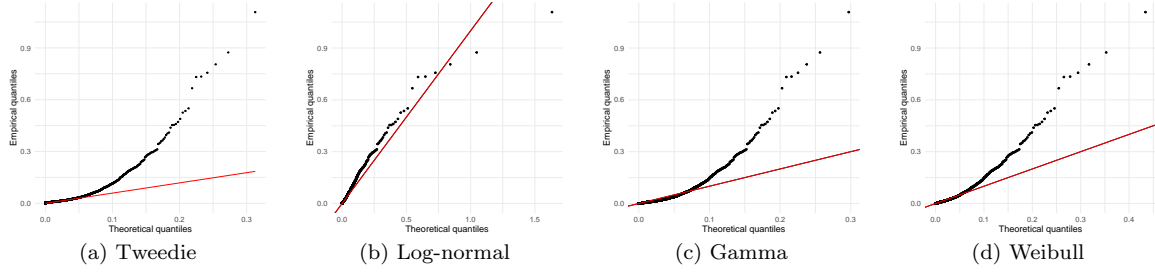 Empirical quantiles
0.9
0.6
0.3
0.0
0.0 0.1 0.2 0.3
Theoretical quantiles
(a) Tweedie
Empirical quantiles
0.9
0.6
0.3
0.0
0.0 0.5 1.0 1.5
Theoretical quantiles
(b) Log-normal
Empirical quantiles
0.9
0.6
0.3
0.0
0.0 0.1 0.2 0.3
Theoretical quantiles
(c) Gamma
Empirical quantiles
0.9
0.6
0.3
0.0
0.0 0.1 0.2 0.3 0.4
Theoretical quantiles
(d) Weibull